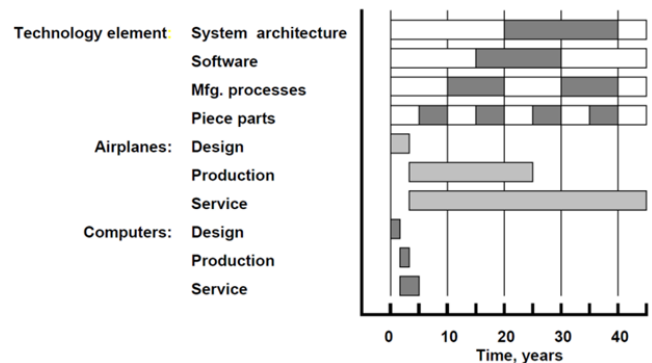 Technology element: System architecture
Software
Mfg. processes
Piece parts
Airplanes: Design
Production
Service
Computers: Design
Production
Service
0 10 20 30 40
Time, years